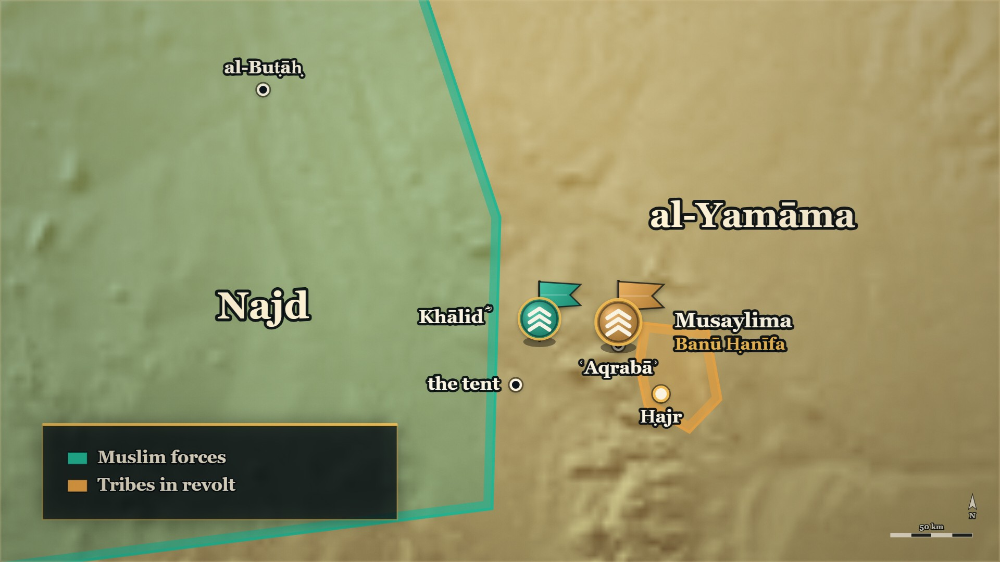 al-Buṭāḥ
al-Yamāma
Najd
Khālid
Musaylima
Banū Ḥanīfa
ʿAqrabāʾ
the tent
Ḥajr
Muslim forces
Tribes in revolt
N
50 km